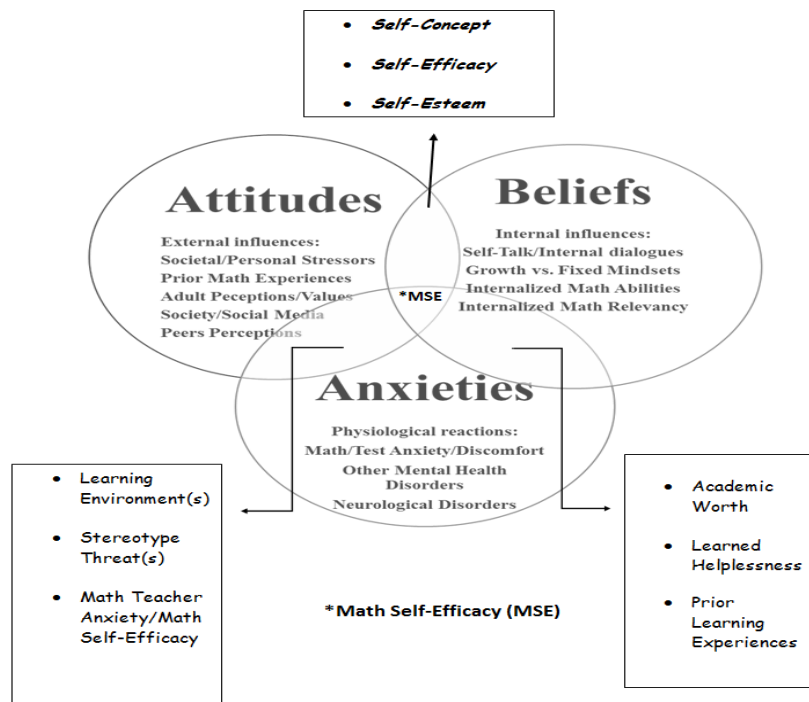 • Self-Concept
• Self-Efficacy
• Self-Esteem
Attitudes
External influences:
Societal/Personal Stressors
Prior Math Experiences
Adult Peceptions/Values
Society/Social Media
Peers Perceptions
Beliefs
Internal influences:
Self-Talk/Internal dialogues
Growth vs. Fixed Mindsets
Internalized Math Abilities
Internalized Math Relevancy
*MSE
Anxieties
Physiological reactions:
Math/Test Anxiety/Discomfort
Other Mental Health
Disorders
Neurological Disorders
• Learning
Environment(s)
• Stereotype
Threat(s)
• Math Teacher
Anxiety/Math
Self-Efficacy
• Academic
Worth
• Learned
Helplessness
• Prior
Learning
Experiences
*Math Self-Efficacy (MSE)